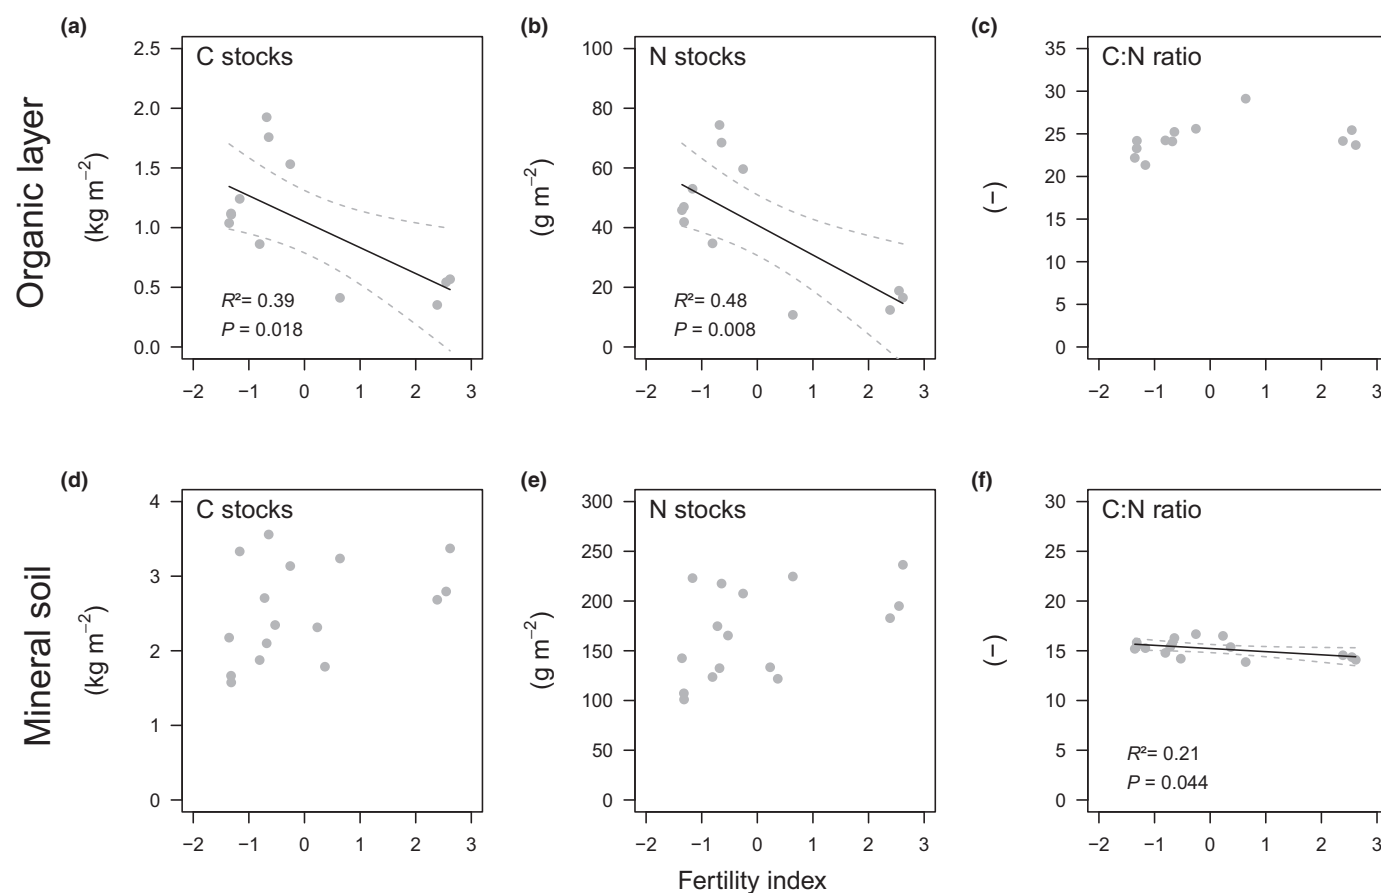 (a) (b) (c)
Organic layer
C stocks N stocks C:N ratio
(kg m−2) (g m−2) (−)
2.5 2.0 1.5 1.0 0.5 0.0
100 80 60 40 20 0
35 30 25 20 15 10 5 0
R²= 0.39
P = 0.018
R²= 0.48
P = 0.008
−2 −1 0 1 2 3
−2 −1 0 1 2 3
−2 −1 0 1 2 3
(d) (e) (f)
Mineral soil
C stocks N stocks C:N ratio
(kg m−2) (g m−2) (−)
4 3 2 1 0
300 250 200 150 100 50 0
30 25 20 15 10 5 0
R²= 0.21
P = 0.044
−2 −1 0 1 2 3
−2 −1 0 1 2 3
−2 −1 0 1 2 3
Fertility index